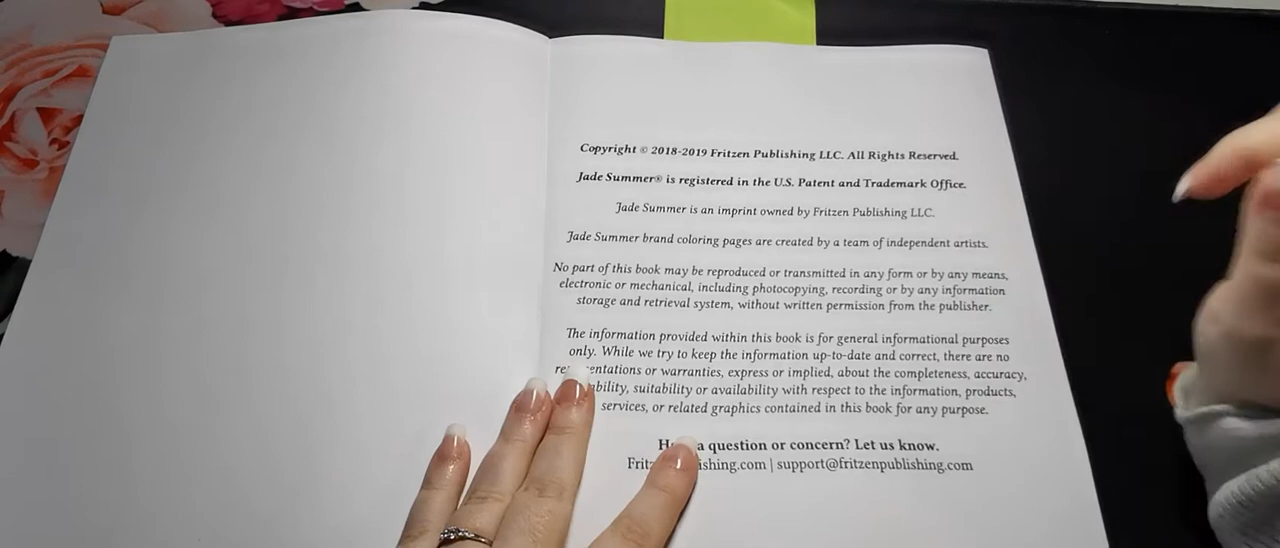 Copyright © 2018-2019 Fritzen Publishing LLC. All Rights Reserved.
Jade Summer® is registered in the U.S. Patent and Trademark Office.
Jade Summer is an imprint owned by Fritzen Publishing LLC.
Jade Summer brand coloring pages are created by a team of independent artists.
No part of this book may be reproduced or transmitted in any form or by any means,
electronic or mechanical, including photocopying, recording or by any information
storage and retrieval system, without written permission from the publisher.
The information provided within this book is for general informational purposes
only. While we try to keep the information up-to-date and correct, there are no
or warranties, express or implied, about the completeness, accuracy,
suitability or availability with respect to the information, products,
services, or related graphics contained in this book for any purpose.
a question or concern? Let us know.
| support@fritzenpublishing.com